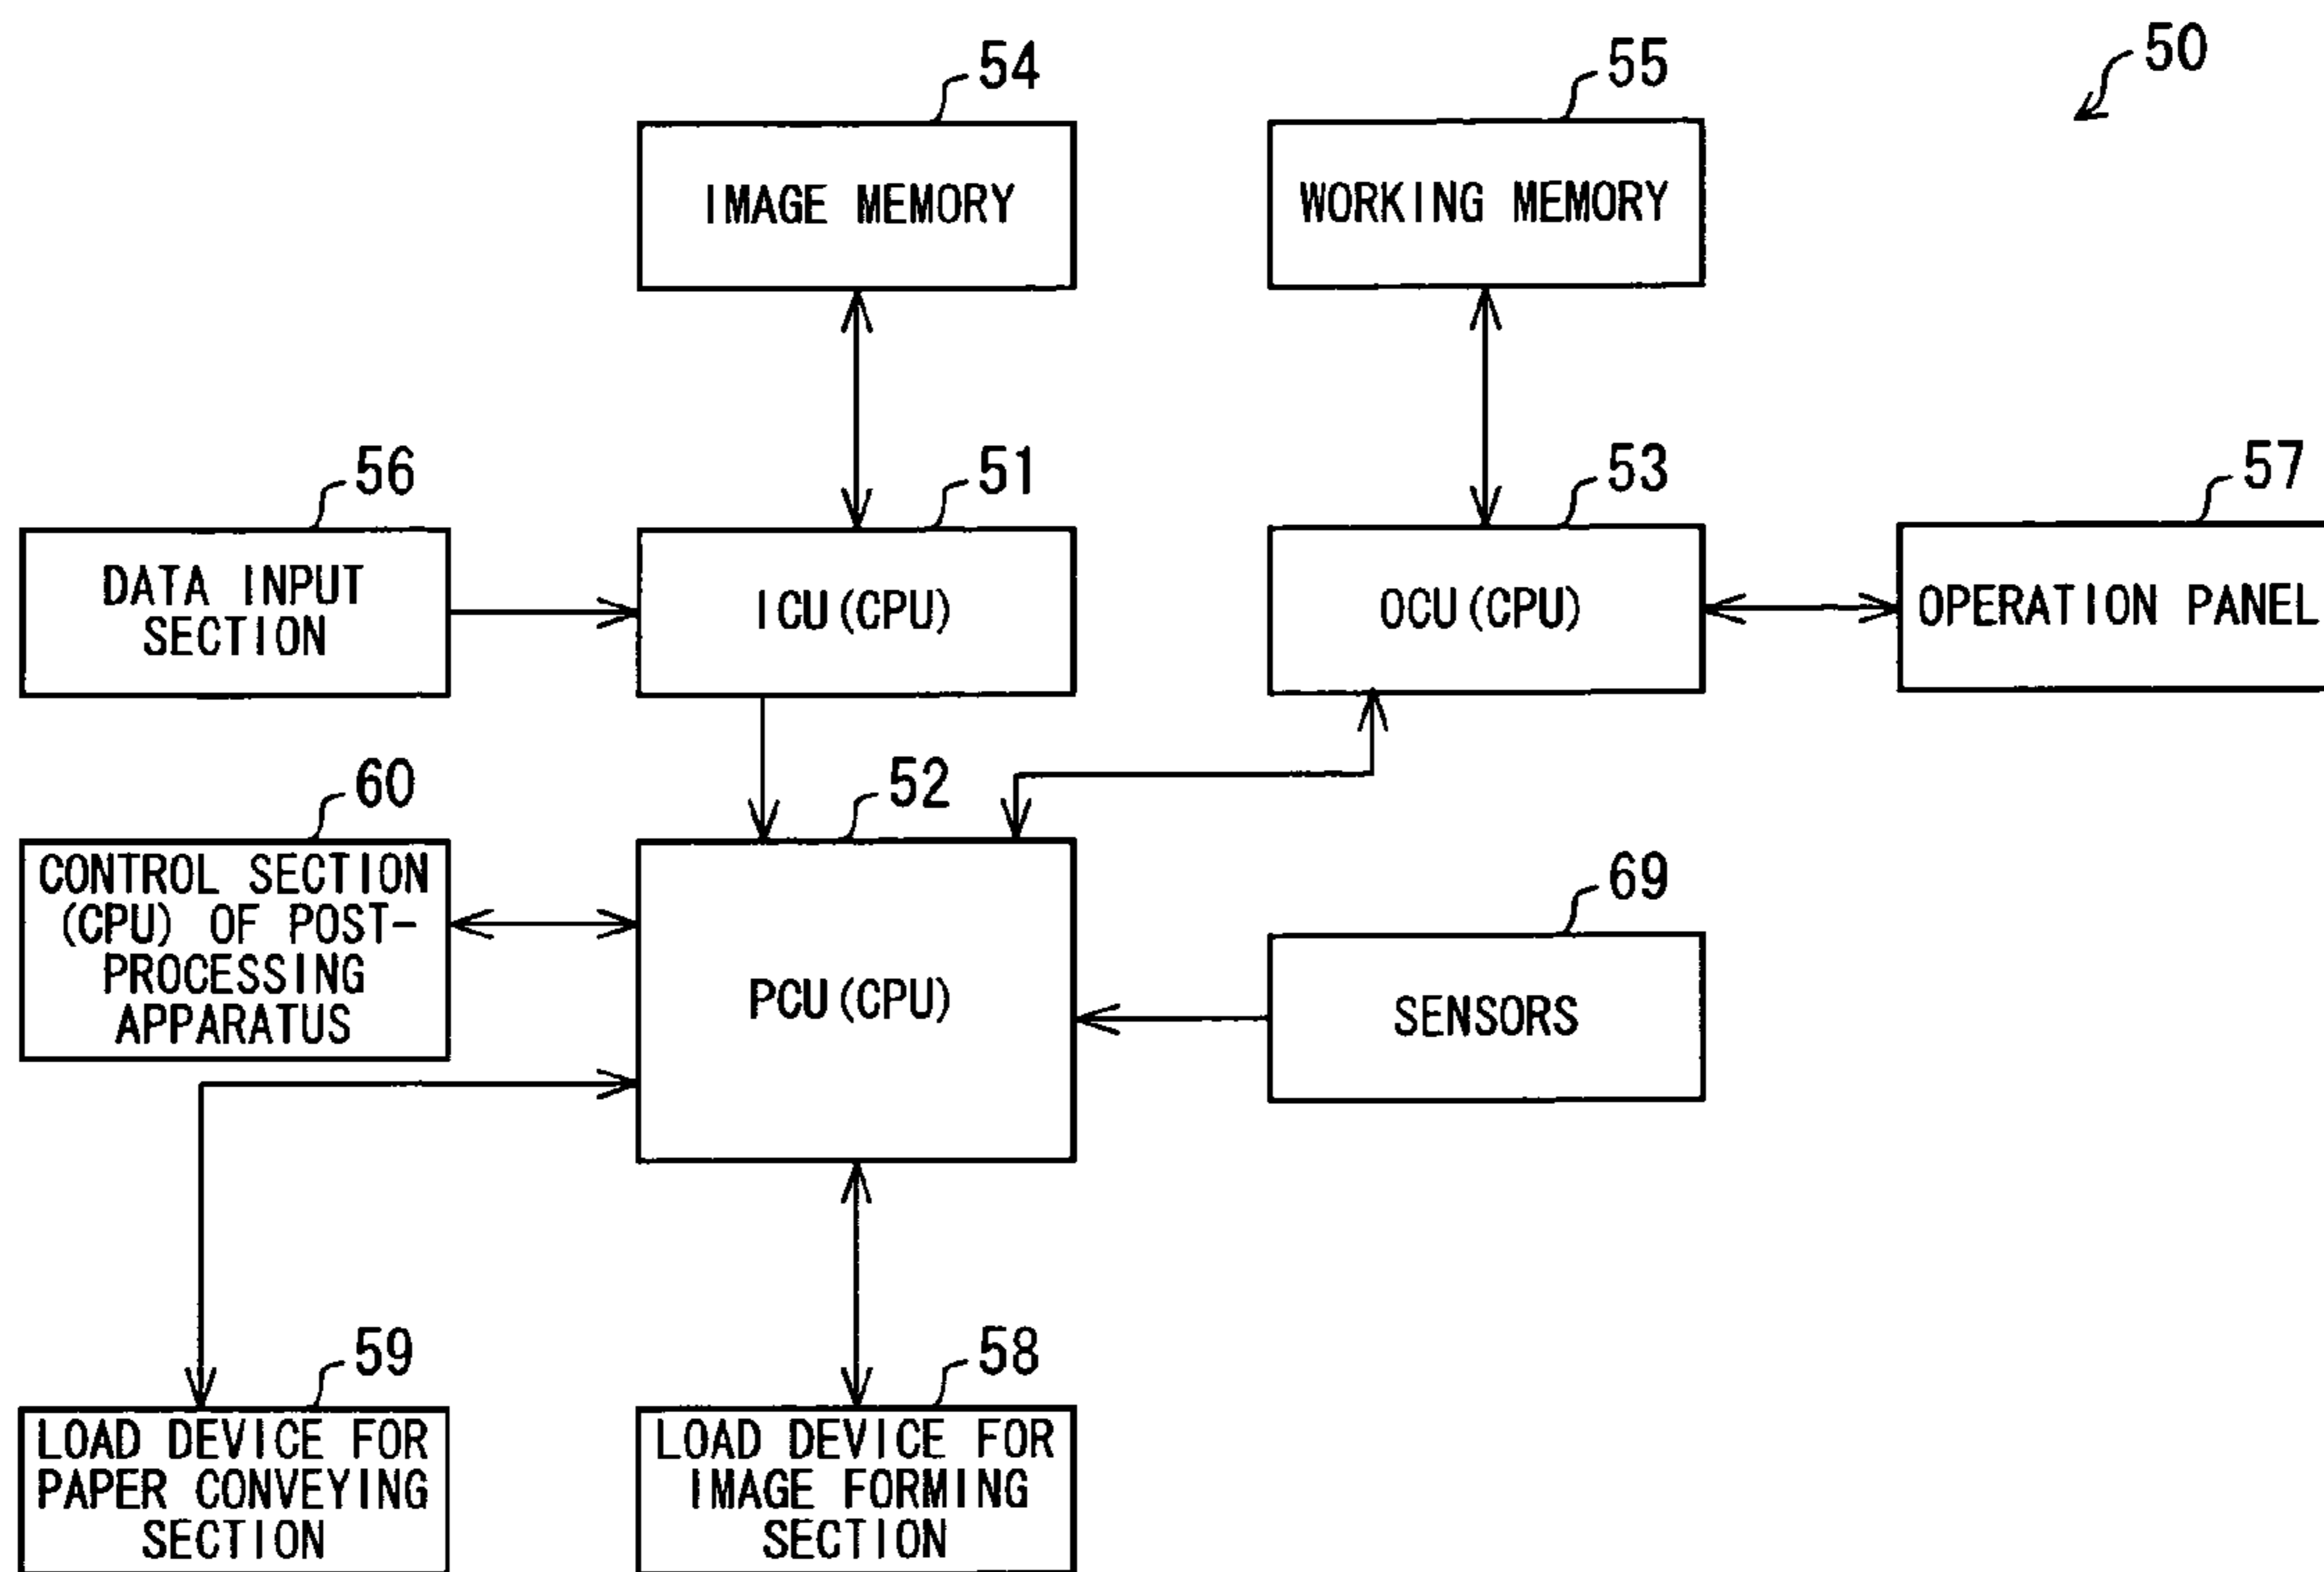 50
54
IMAGE MEMORY
55
WORKING MEMORY
56
DATA INPUT
SECTION
51
ICU(CPU)
53
OCU(CPU)
57
OPERATION PANEL
60
CONTROL SECTION
(CPU) OF POST-
PROCESSING
APPARATUS
52
PCU(CPU)
69
SENSORS
59
LOAD DEVICE FOR
PAPER CONVEYING
SECTION
58
LOAD DEVICE FOR
IMAGE FORMING
SECTION